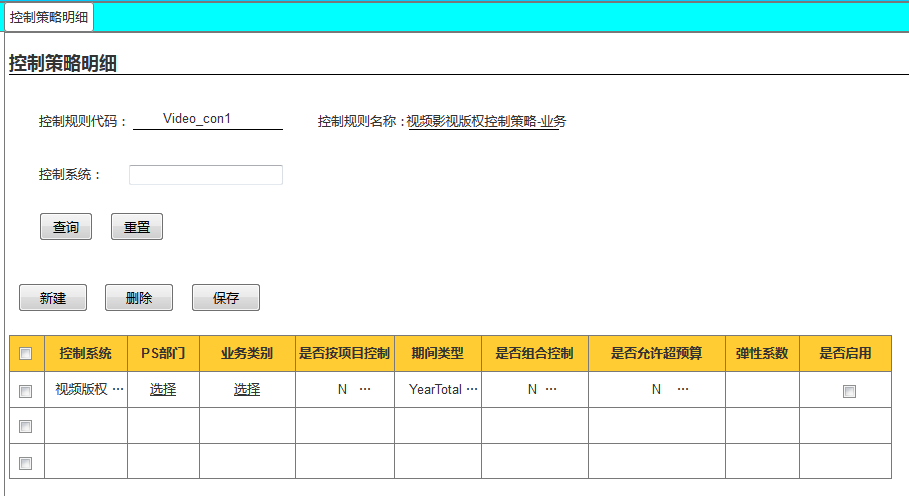 控制策略明细
控制策略明细
控制规则代码： Video_con1 控制规则名称：视频影视版权控制策略-业务
控制系统：
查询 重置
新建 删除 保存
控制系统 PS部门 业务类别 是否按项目控制 期间类型 是否组合控制 是否允许超预算 弹性系数 是否启用
视频版权 ··· 选择 选择 N ··· YearTotal ··· N ··· N ···